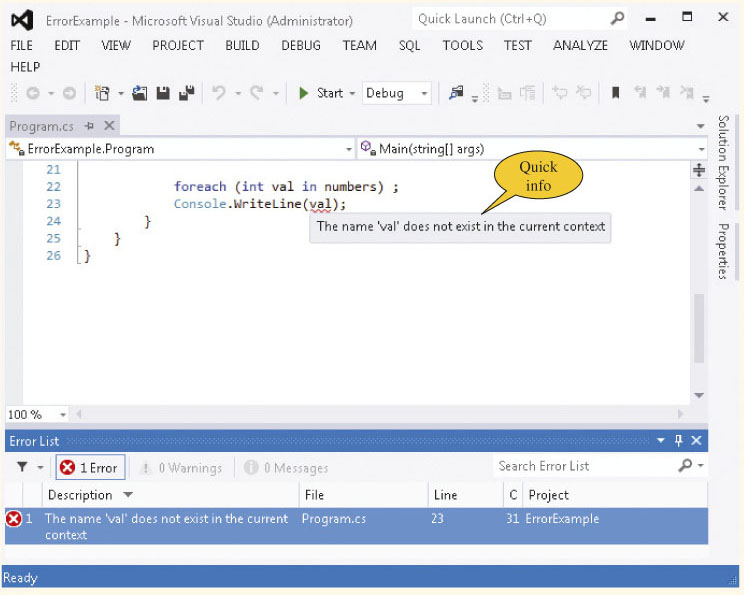 ErrorExample - Microsoft Visual Studio (Administrator)
Quick Launch (Ctrl+Q)
FILE EDIT VIEW PROJECT BUILD DEBUG TEAM SQL TOOLS TEST ANALYZE WINDOW
HELP
Start Debug
Program.cs
ErrorExample.Program
Main(string[] args)
Quick
info
21
22 foreach (int val in numbers) ;
23 Console.WriteLine(val);
24 }
25 }
26 }
The name 'val' does not exist in the current context
Solution Explorer
Properties
100 %
Error List
1 Error 0 Warnings 0 Messages
Search Error List
Description File Line C Project
1 The name 'val' does not exist in the current Program.cs 23 31 ErrorExample
context
Ready